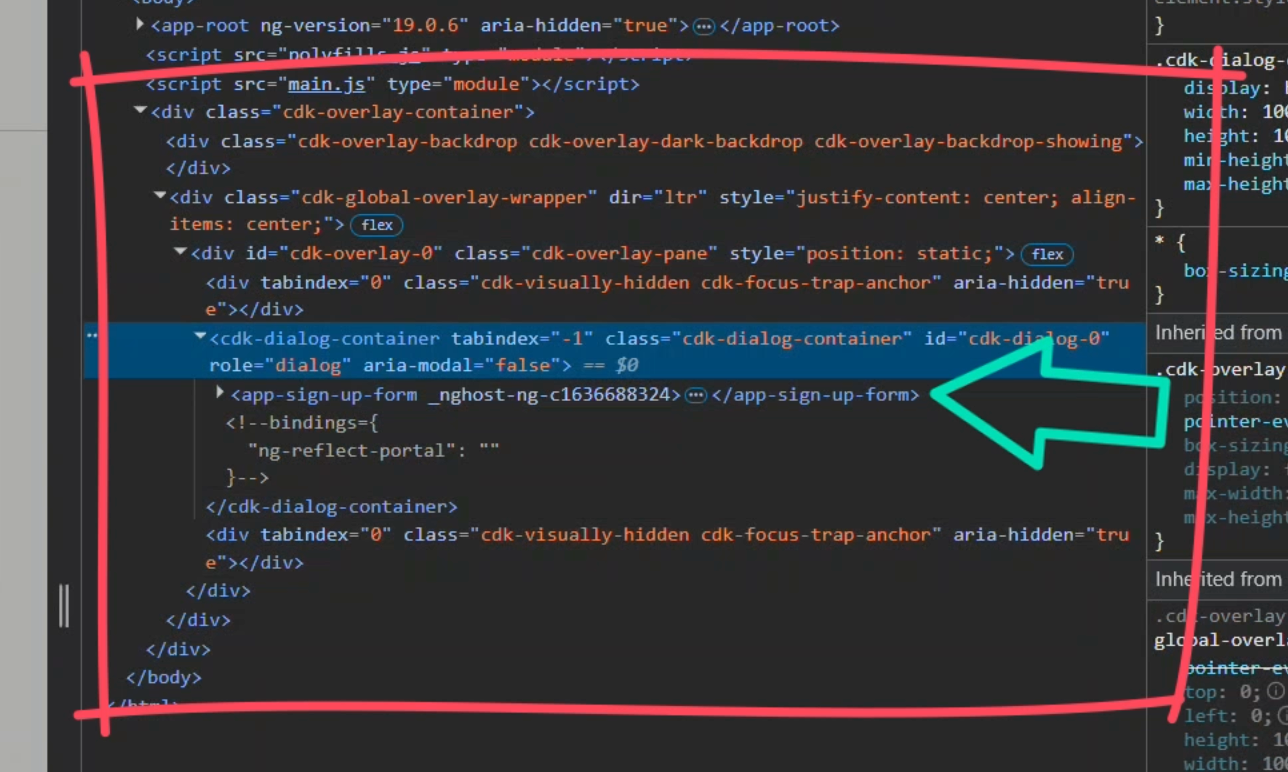 <body>
<app-root ng-version="19.0.6" aria-hidden="true"> … </app-root>
<script src="polyfills.js" type="module"></script>
<script src="main.js" type="module"></script>
<div class="cdk-overlay-container">
<div class="cdk-overlay-backdrop cdk-overlay-dark-backdrop cdk-overlay-backdrop-showing">
</div>
<div class="cdk-global-overlay-wrapper" dir="ltr" style="justify-content: center; align-
items: center;"> flex
<div id="cdk-overlay-0" class="cdk-overlay-pane" style="position: static;"> flex
<div tabindex="0" class="cdk-visually-hidden cdk-focus-trap-anchor" aria-hidden="tru
e"></div>
<cdk-dialog-container tabindex="-1" class="cdk-dialog-container" id="cdk-dialog-0"
role="dialog" aria-modal="false"> == $0
<app-sign-up-form _nghost-ng-c1636688324> … </app-sign-up-form>
<!--bindings={
"ng-reflect-portal": ""
}-->
</cdk-dialog-container>
<div tabindex="0" class="cdk-visually-hidden cdk-focus-trap-anchor" aria-hidden="tru
e"></div>
</div>
</div>
</div>
</body>
</html>
element.style
}
.cdk-dialog-
display:
width: 100
height: 10
min-height
max-height
}
* {
box-sizing
}
Inherited from
.cdk-overlay
position:
pointer-ev
box-sizing
display:
max-width:
max-height
}
Inherited from
.cdk-overlay
global-overla
pointer-ev
top: 0;
left: 0;
height: 10
width: 100